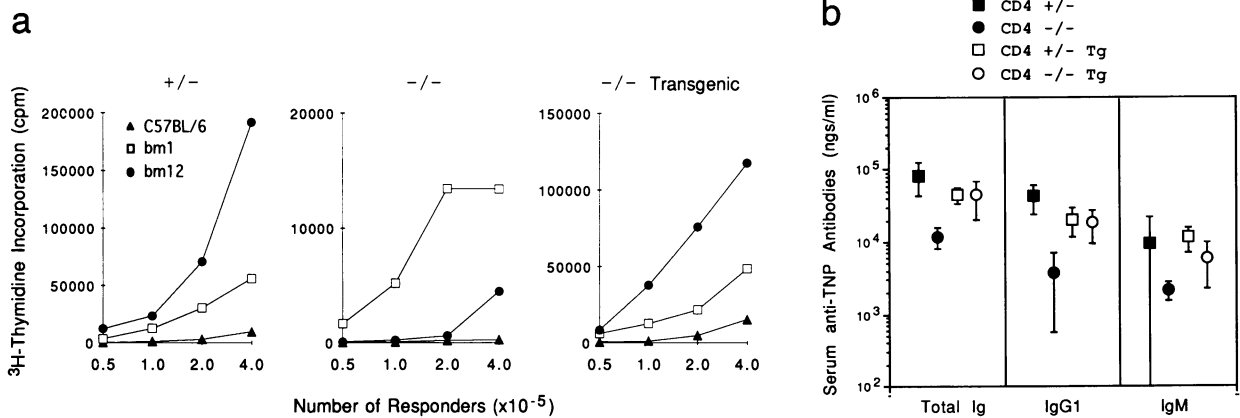 a
+/-
-/-
-/- Transgenic
³H-Thymidine Incorporation (cpm)
200000
150000
100000
50000
0
C57BL/6
bm1
bm12
0.5 1.0 2.0 4.0
20000
10000
0
0.5 1.0 2.0 4.0
150000
100000
50000
0
0.5 1.0 2.0 4.0
Number of Responders (x10⁻⁵)
b
CD4 +/-
CD4 -/-
CD4 +/- Tg
CD4 -/- Tg
Serum anti-TNP Antibodies (ngs/ml)
10⁶
10⁵
10⁴
10³
10²
Total Ig
IgG1
IgM